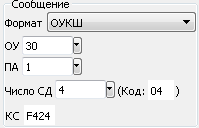 Сообщение
Формат ОУКШ
ОУ 30
ПА 1
Число СД 4 (Код: 04 )
КС F424